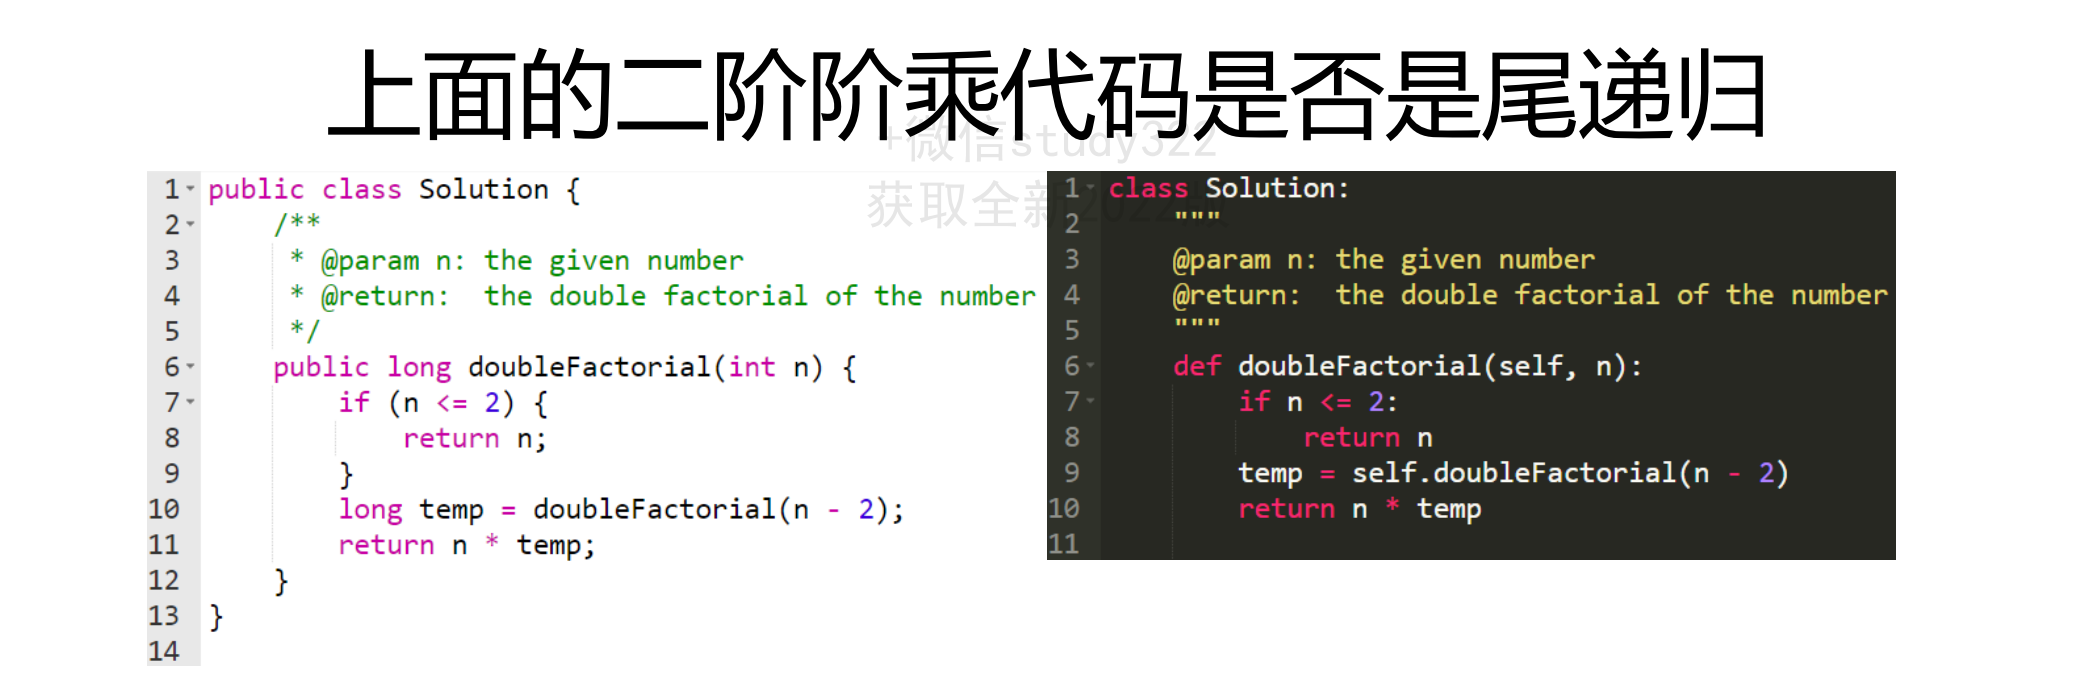 上面的二阶阶乘代码是否是尾递归
+微信study322
获取全新2022版
1 public class Solution {
2 /**
3 * @param n: the given number
4 * @return: the double factorial of the number
5 */
6 public long doubleFactorial(int n) {
7 if (n <= 2) {
8 return n;
9 }
10 long temp = doubleFactorial(n - 2);
11 return n * temp;
12 }
13 }
14
1 class Solution:
2 """
3 @param n: the given number
4 @return: the double factorial of the number
5 """
6 def doubleFactorial(self, n):
7 if n <= 2:
8 return n
9 temp = self.doubleFactorial(n - 2)
10 return n * temp
11